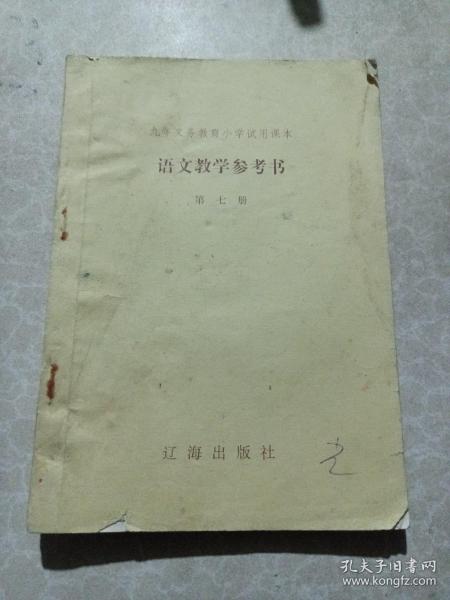 九年义务教育小学试用课本
语文教学参考书
第七册
辽海出版社
孔夫子旧书网
www.kongfz.com